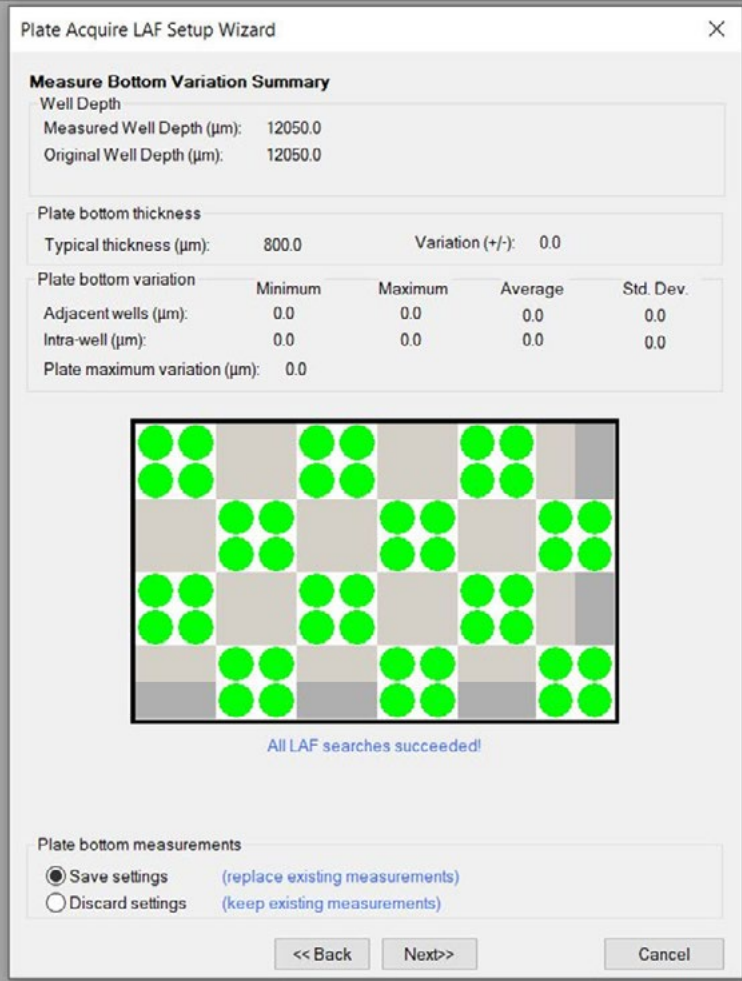 Plate Acquire LAF Setup Wizard
Measure Bottom Variation Summary
Well Depth
Measured Well Depth (µm): 12050.0
Original Well Depth (µm): 12050.0
Plate bottom thickness
Typical thickness (µm): 800.0 Variation (+/-): 0.0
Plate bottom variation Minimum Maximum Average Std. Dev.
Adjacent wells (µm): 0.0 0.0 0.0 0.0
Intra-well (µm): 0.0 0.0 0.0 0.0
Plate maximum variation (µm): 0.0
All LAF searches succeeded!
Plate bottom measurements
Save settings (replace existing measurements)
Discard settings (keep existing measurements)
<< Back Next>> Cancel